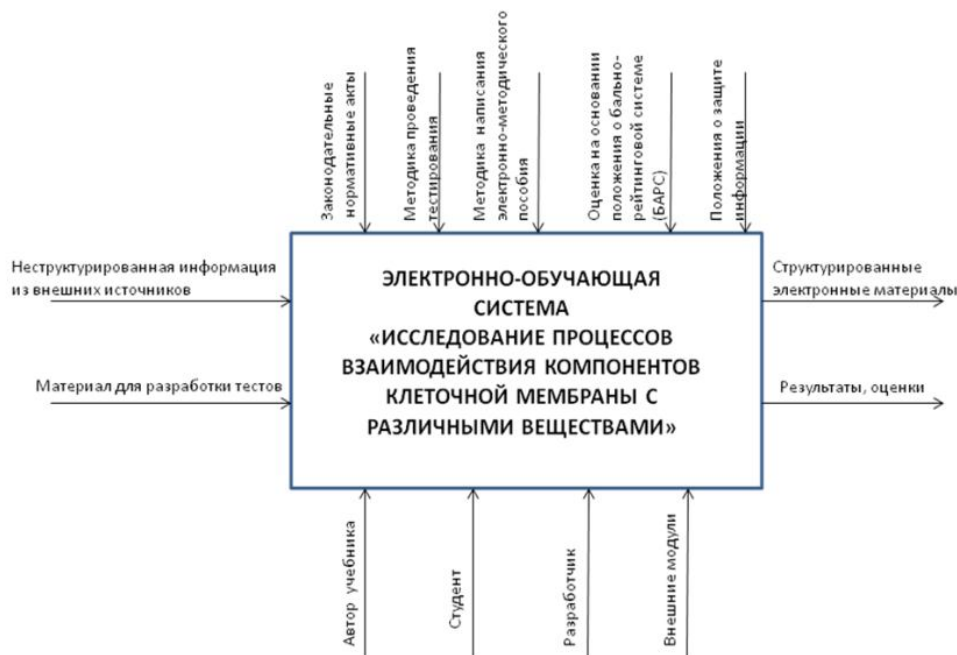 Законодательные
нормативные акты
Методика проведения
тестирования
Методика написания
электронно-методического
пособия
Оценка на основании
положения о бально-
рейтинговой системе
(БАРС)
Положения о защите
информации
Неструктурированная информация
из внешних источников
Материал для разработки тестов
ЭЛЕКТРОННО-ОБУЧАЮЩАЯ
СИСТЕМА
«ИССЛЕДОВАНИЕ ПРОЦЕССОВ
ВЗАИМОДЕЙСТВИЯ КОМПОНЕНТОВ
КЛЕТОЧНОЙ МЕМБРАНЫ С
РАЗЛИЧНЫМИ ВЕЩЕСТВАМИ»
Структурированные
электронные материалы
Результаты, оценки
Автор учебника
Студент
Разработчик
Внешние модули